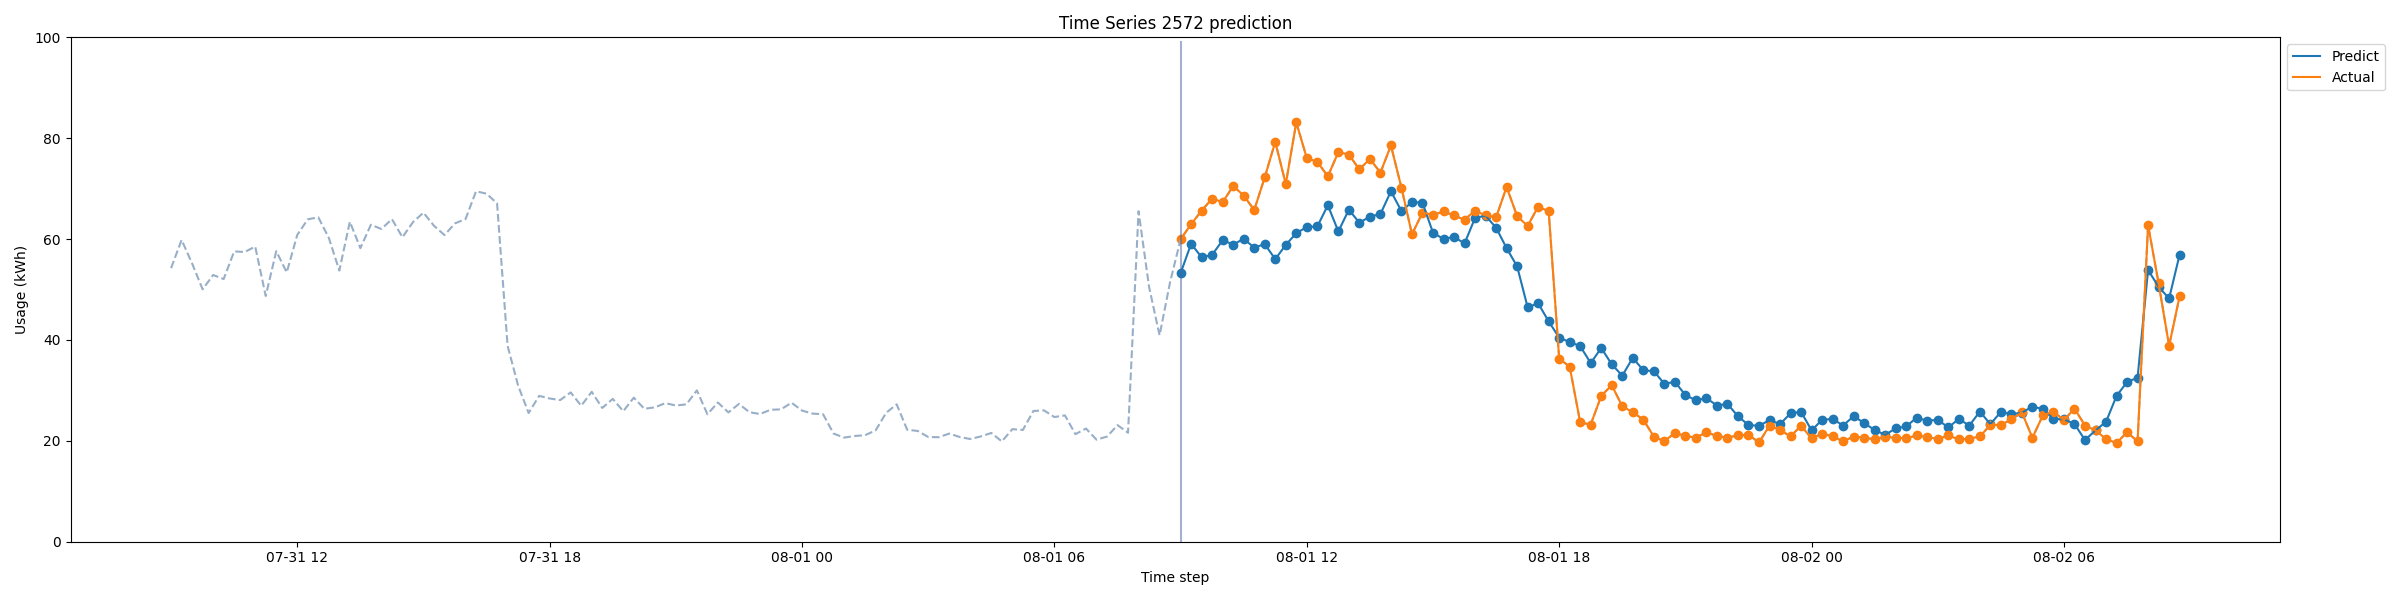 Time Series 2572 prediction
100
80
60
40
20
0
Usage (kWh)
Predict
Actual
07-31 12
07-31 18
08-01 00
08-01 06
08-01 12
08-01 18
08-02 00
08-02 06
Time step